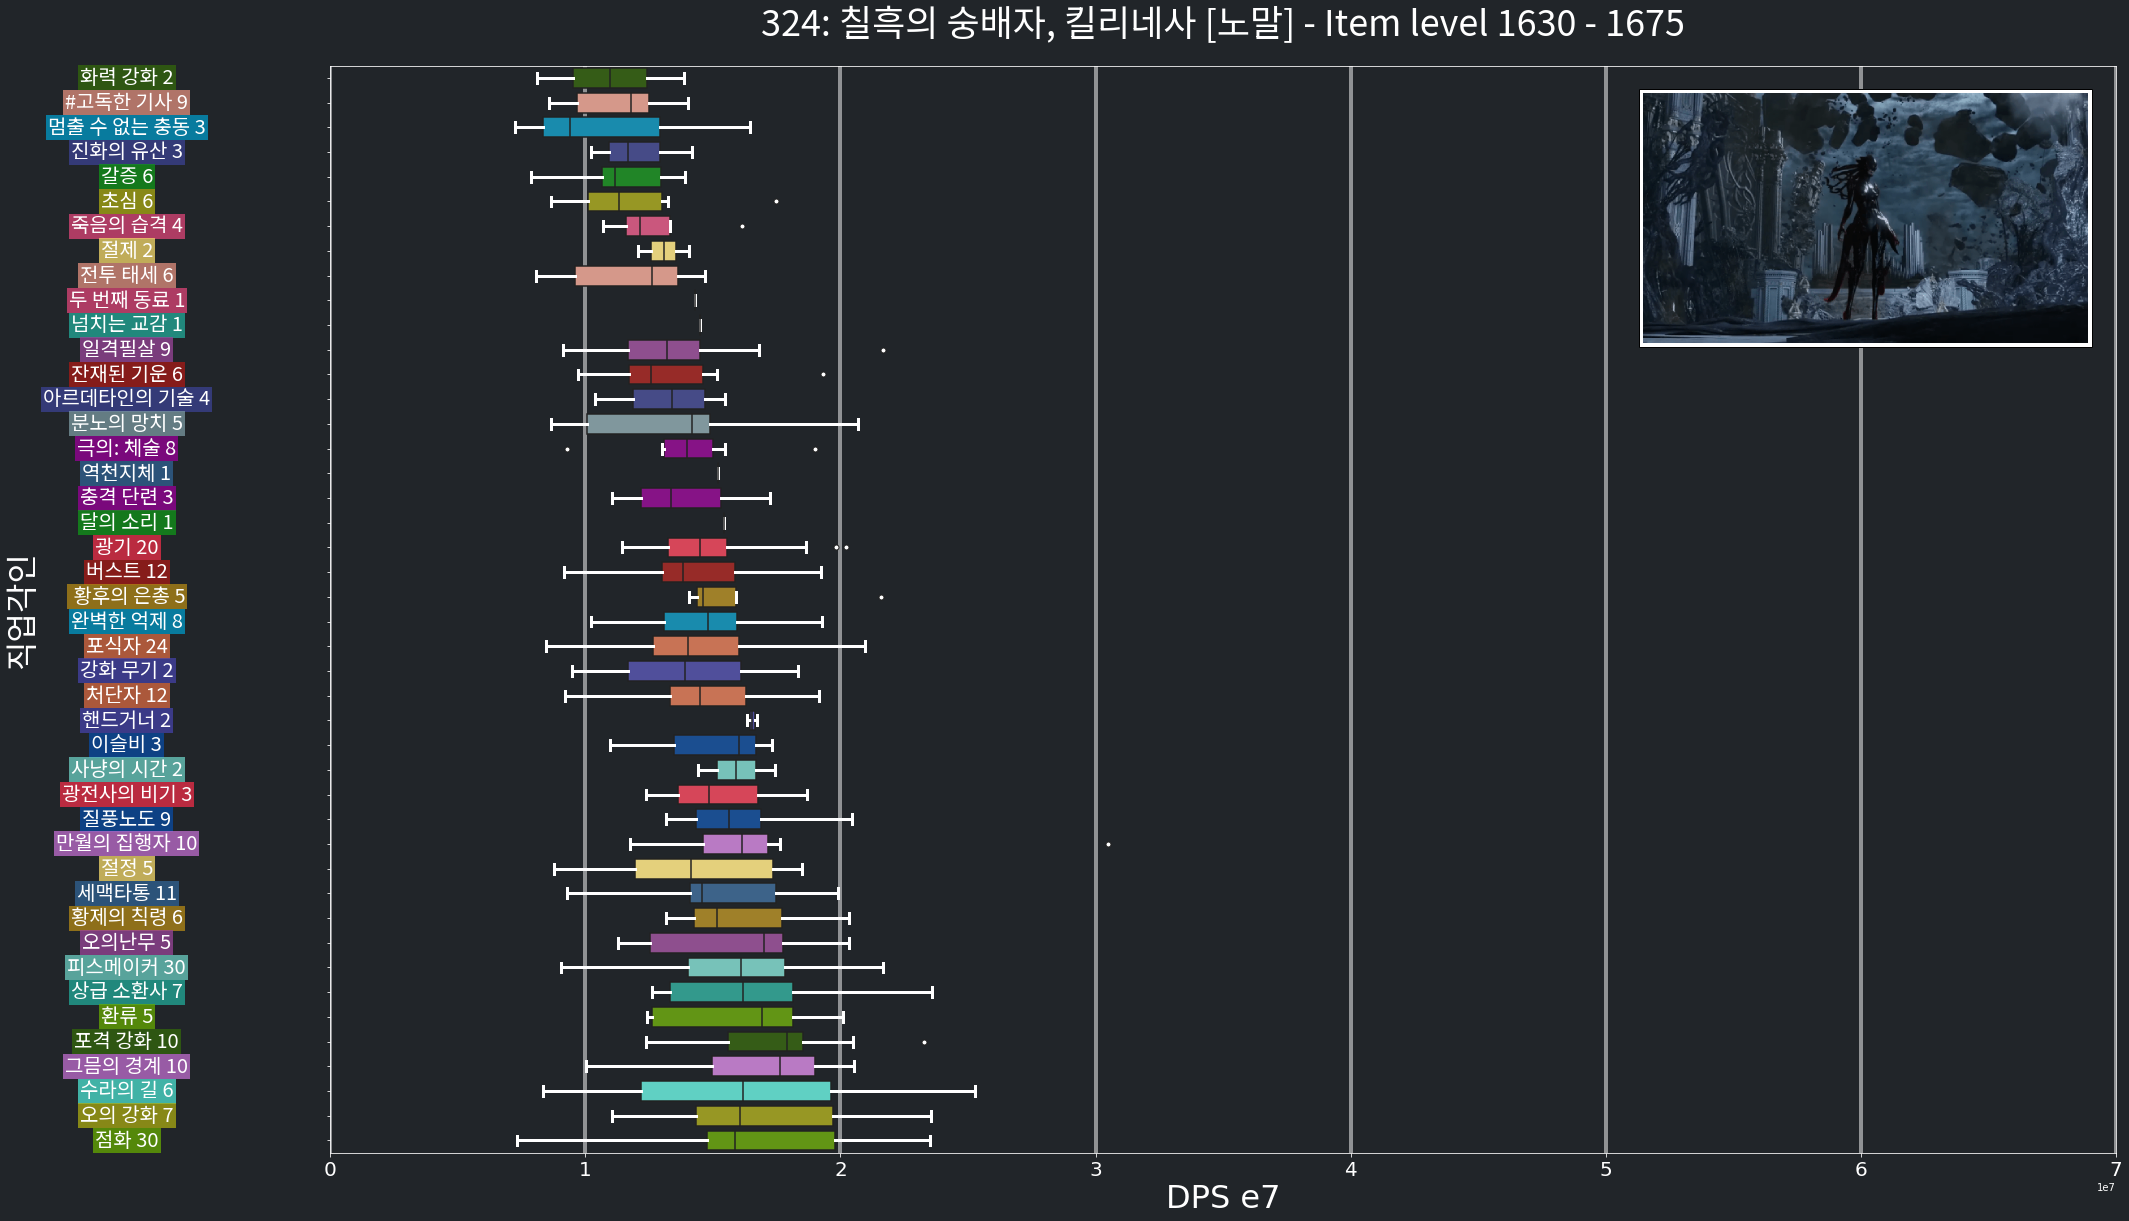 324: 칠흑의 숭배자, 킬리네사 [노말] - Item level 1630 - 1675
화력 강화 2
#고독한 기사 9
멈출 수 없는 충동 3
진화의 유산 3
갈증 6
초심 6
죽음의 습격 4
절제 2
전투 태세 6
두 번째 동료 1
넘치는 교감 1
일격필살 9
잔재된 기운 6
아르데타인의 기술 4
분노의 망치 5
극의: 체술 8
역천지체 1
충격 단련 3
달의 소리 1
광기 20
버스트 12
황후의 은총 5
완벽한 억제 8
포식자 24
강화 무기 2
처단자 12
핸드거너 2
이슬비 3
사냥의 시간 2
광전사의 비기 3
질풍노도 9
만월의 집행자 10
절정 5
세맥타통 11
황제의 칙령 6
오의난무 5
피스메이커 30
상급 소환사 7
환류 5
포격 강화 10
그믐의 경계 10
수라의 길 6
오의 강화 7
점화 30
직업각인
0 1 2 3 4 5 6 7
1e7
DPS e7